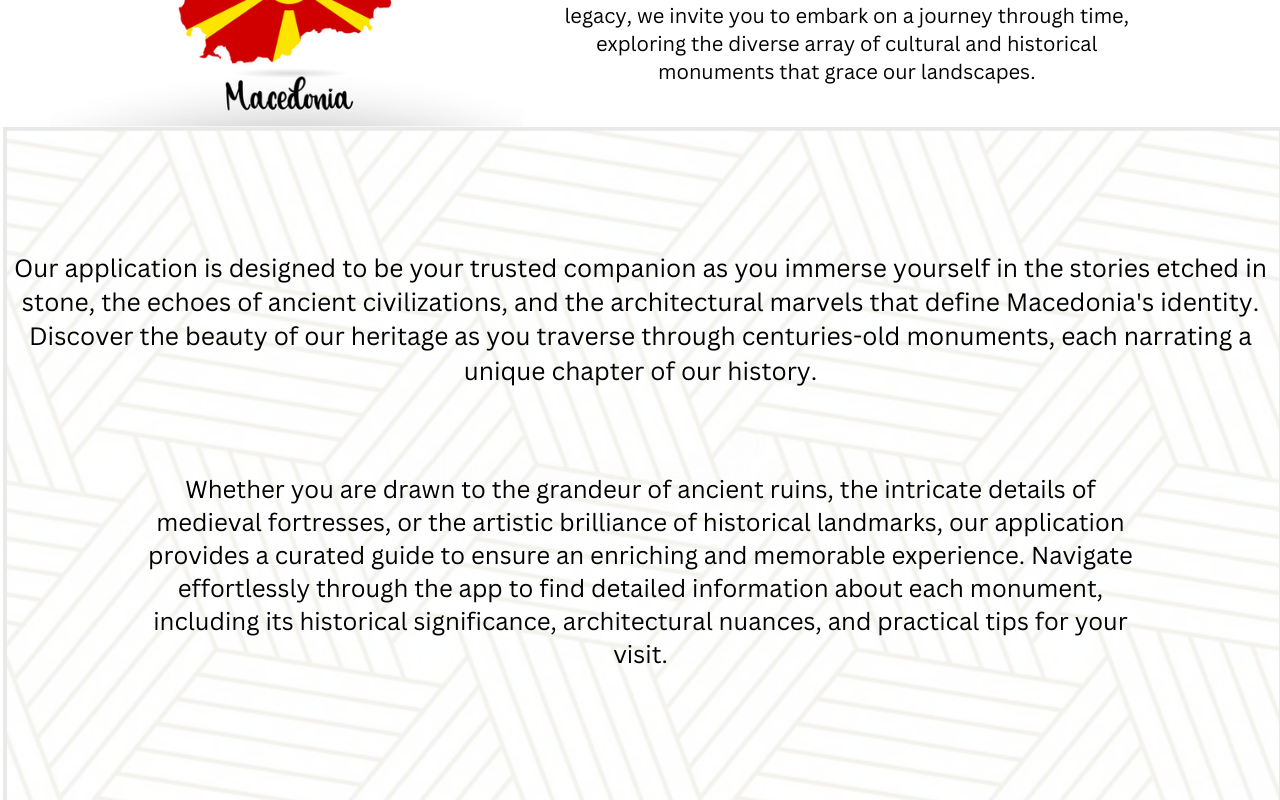 legacy, we invite you to embark on a journey through time,
exploring the diverse array of cultural and historical
monuments that grace our landscapes.
Macedonia
Our application is designed to be your trusted companion as you immerse yourself in the stories etched in
stone, the echoes of ancient civilizations, and the architectural marvels that define Macedonia's identity.
Discover the beauty of our heritage as you traverse through centuries-old monuments, each narrating a
unique chapter of our history.
Whether you are drawn to the grandeur of ancient ruins, the intricate details of
medieval fortresses, or the artistic brilliance of historical landmarks, our application
provides a curated guide to ensure an enriching and memorable experience. Navigate
effortlessly through the app to find detailed information about each monument,
including its historical significance, architectural nuances, and practical tips for your
visit.